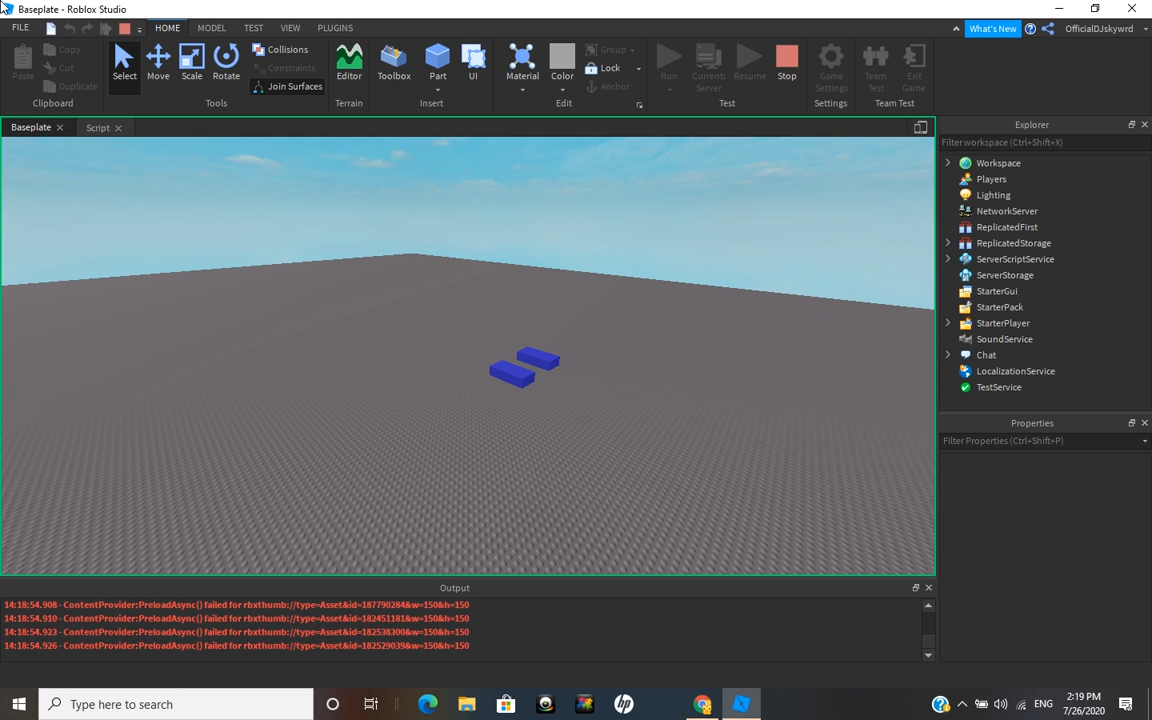 Baseplate - Roblox Studio
FILE HOME MODEL TEST VIEW PLUGINS What's New OfficialDJskywrd
Paste Copy Cut Duplicate Clipboard
Select Move Scale Rotate Collisions Constraints Join Surfaces Tools
Editor Terrain
Toolbox Part UI Insert
Material Color Group Lock Anchor Edit
Run Current: Server Resume Stop Test
Game Settings Settings
Team Test Exit Game Team Test
Baseplate Script
Explorer
Filter workspace (Ctrl+Shift+X)
Workspace
Players
Lighting
NetworkServer
ReplicatedFirst
ReplicatedStorage
ServerScriptService
ServerStorage
StarterGui
StarterPack
StarterPlayer
SoundService
Chat
LocalizationService
TestService
Properties
Filter Properties (Ctrl+Shift+P)
Output
14:18:54.908 - ContentProvider:PreloadAsync() failed for rbxthumb://type=Asset&id=187790284&w=150&h=150
14:18:54.910 - ContentProvider:PreloadAsync() failed for rbxthumb://type=Asset&id=182451181&w=150&h=150
14:18:54.923 - ContentProvider:PreloadAsync() failed for rbxthumb://type=Asset&id=182538300&w=150&h=150
14:18:54.926 - ContentProvider:PreloadAsync() failed for rbxthumb://type=Asset&id=182529039&w=150&h=150
Type here to search
hp
ENG
2:19 PM
7/26/2020